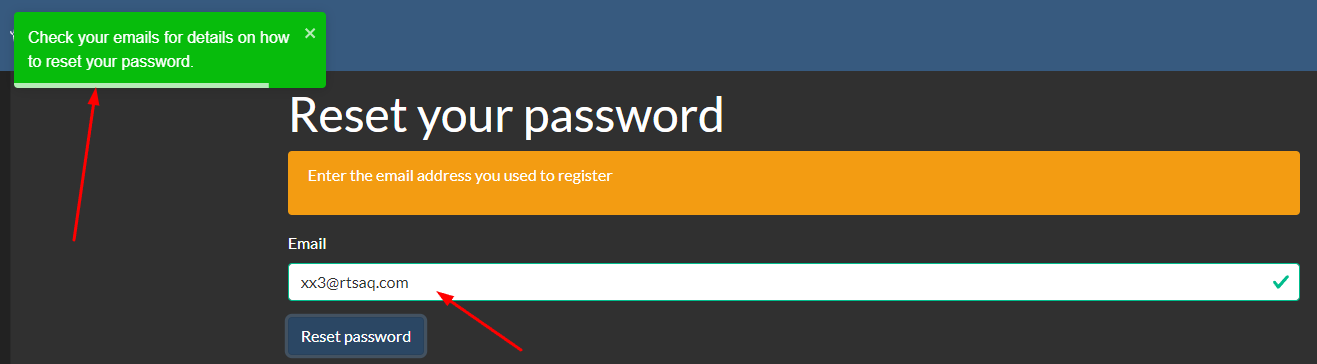 Check your emails for details on how
to reset your password.
×
Reset your password
Enter the email address you used to register
Email
xx3@rtsaq.com
Reset password